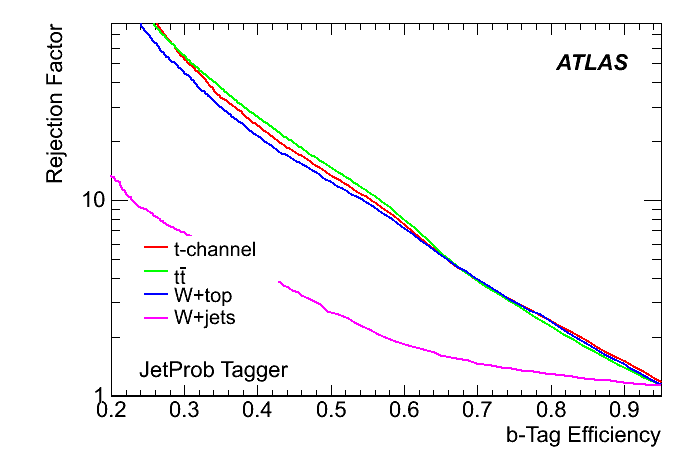 Rejection Factor
ATLAS
10
1
t-channel
tt̄
W+top
W+jets
JetProb Tagger
0.2 0.3 0.4 0.5 0.6 0.7 0.8 0.9
b-Tag Efficiency